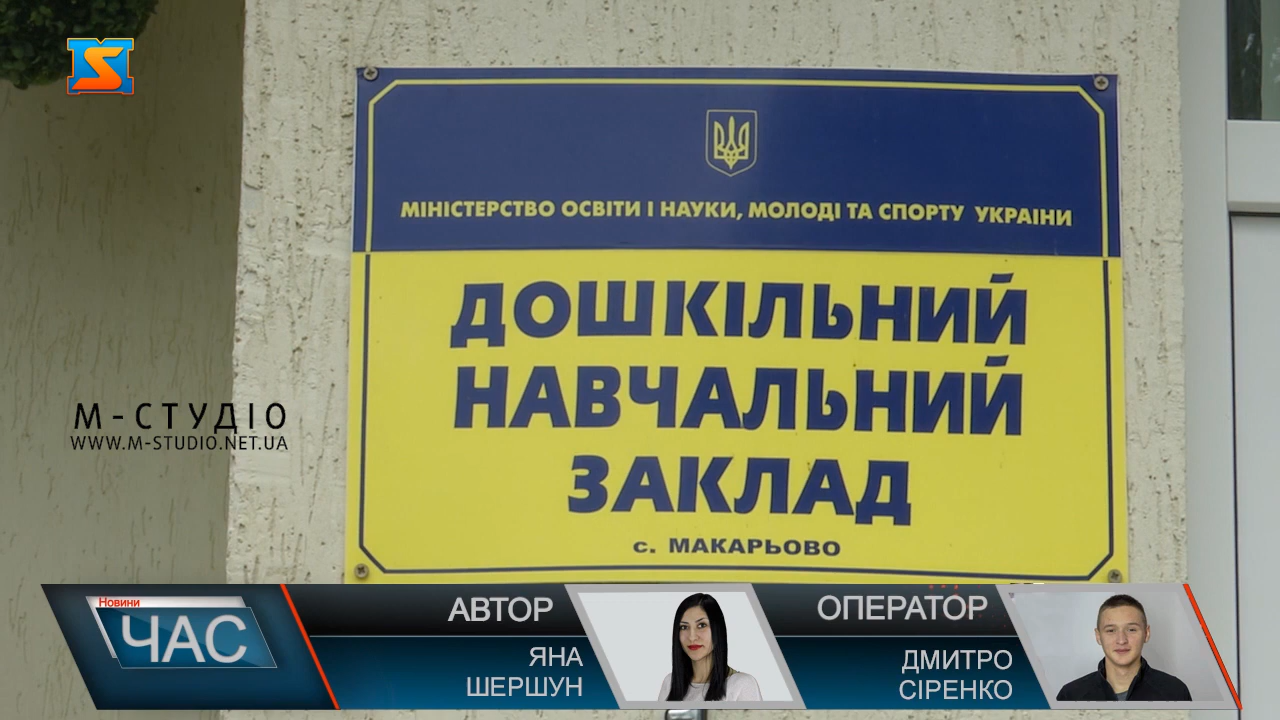 МІНІСТЕРСТВО ОСВІТИ І НАУКИ, МОЛОДІ ТА СПОРТУ УКРАЇНИ
ДОШКІЛЬНИЙ
НАВЧАЛЬНИЙ
ЗАКЛАД
с. МАКАРЬОВО
М-СТУДІО
WWW.M-STUDIO.NET.UA
Новини
ЧАС
АВТОР
ЯНА
ШЕРШУН
ОПЕРАТОР
ДМИТРО
СІРЕНКО